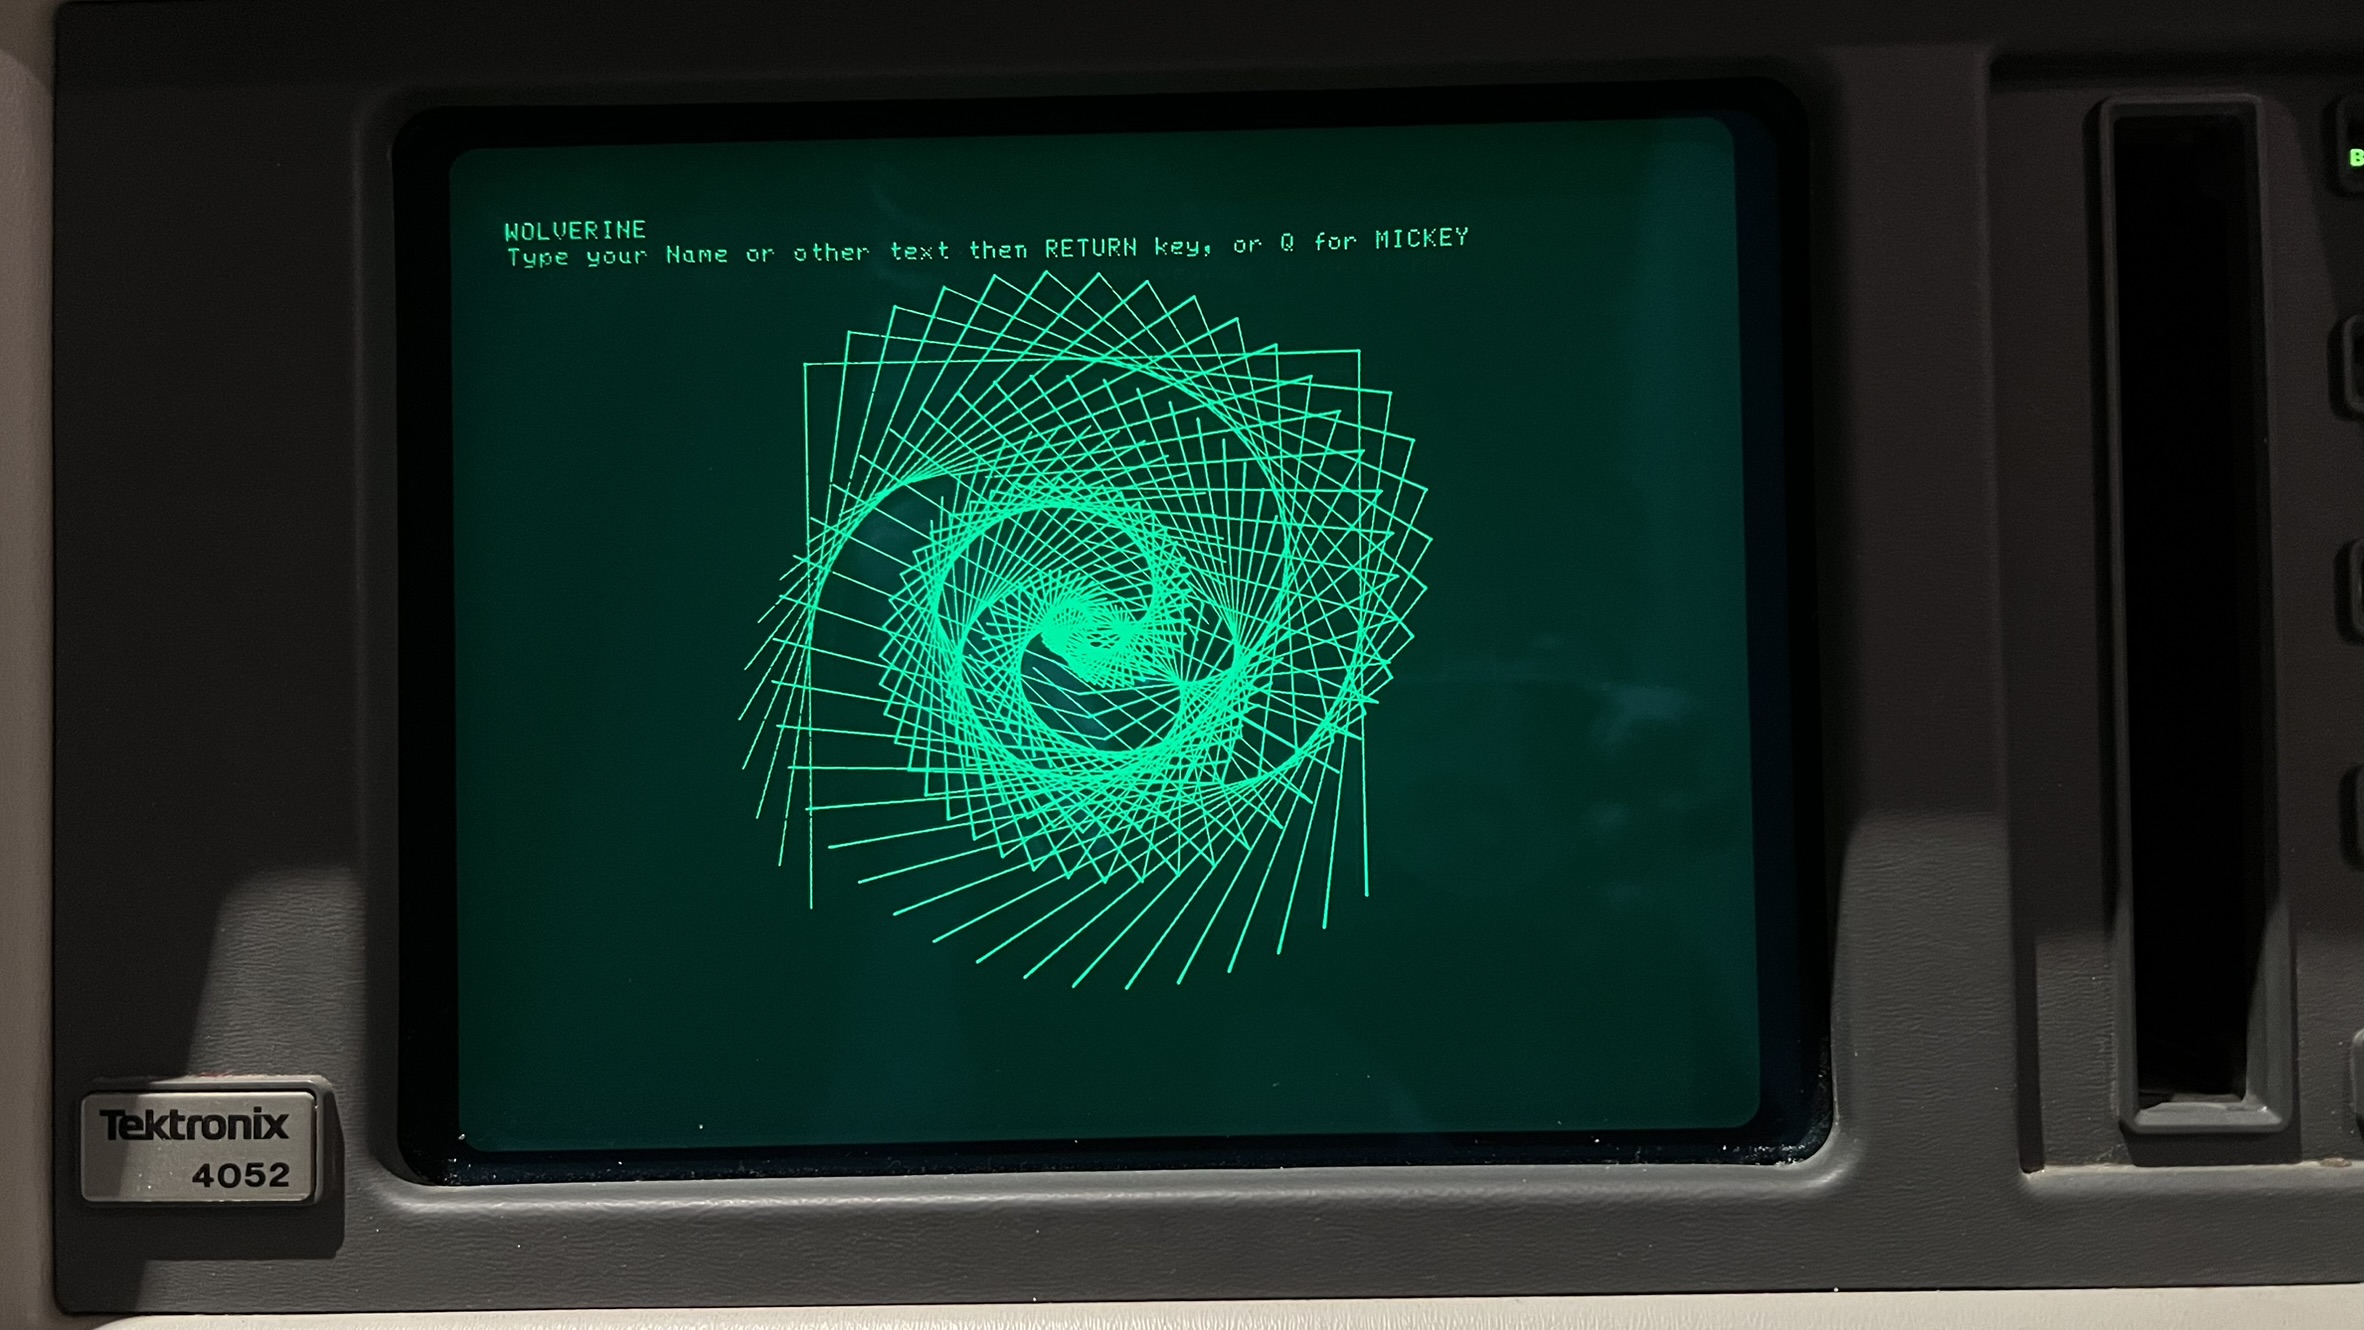 WOLVERINE
Type your Name or other text then RETURN key, or Q for MICKEY
Tektronix
4052
B